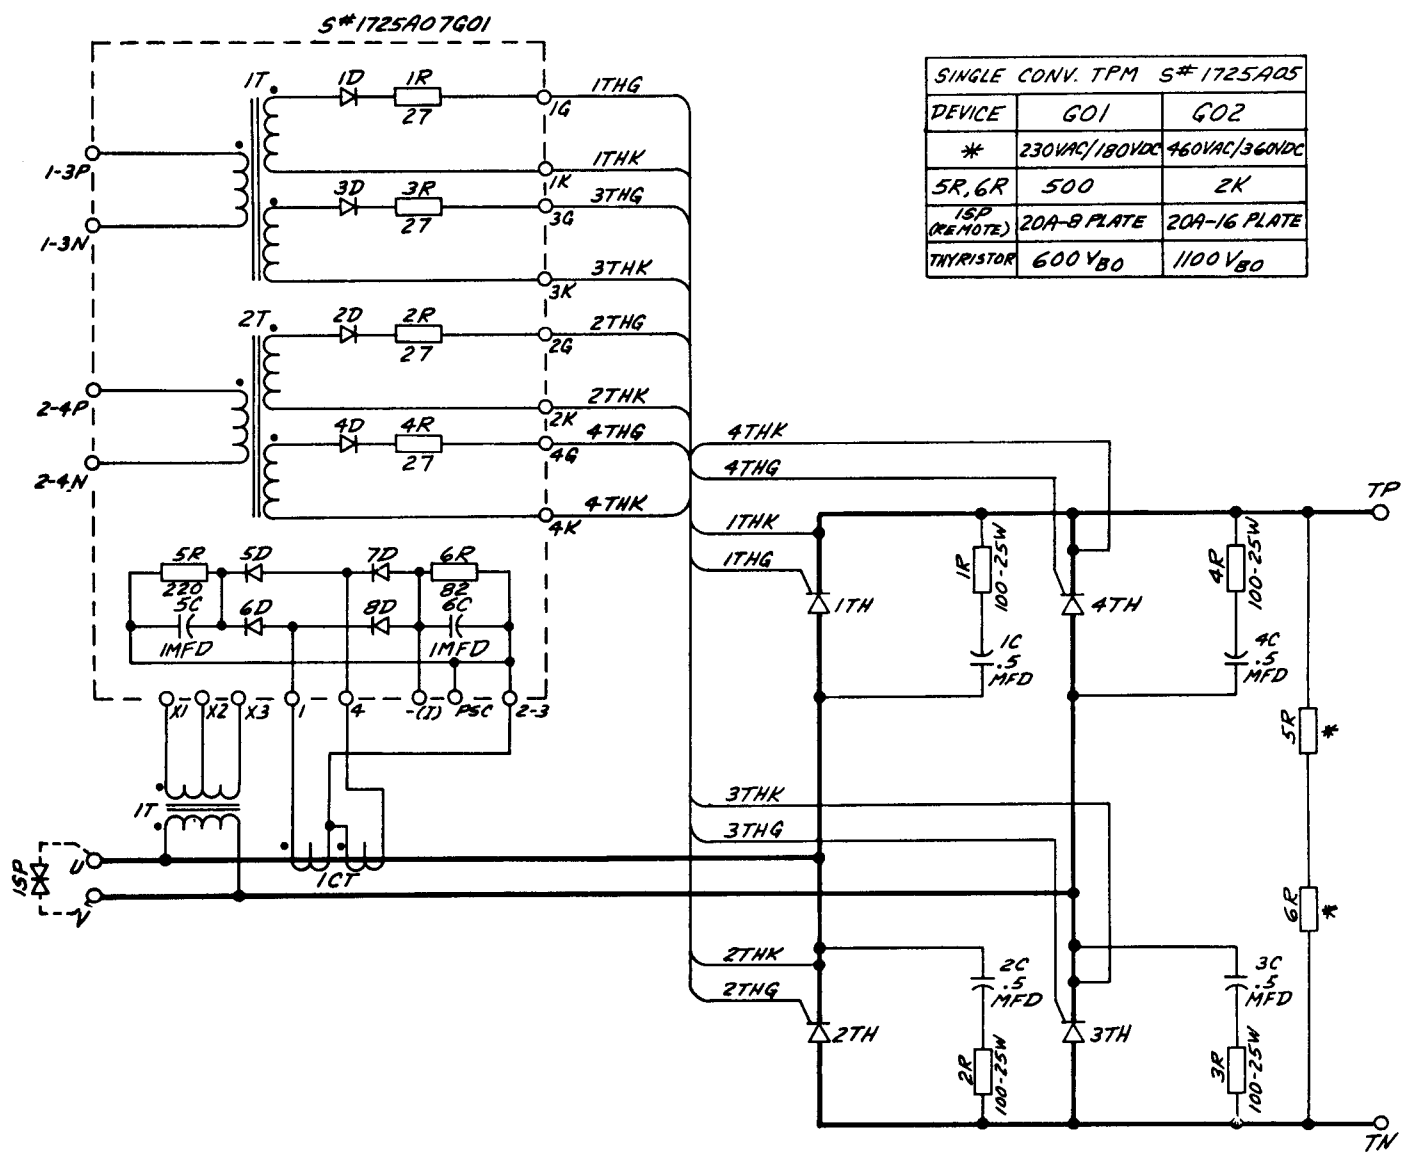 S#1725A07G01
1T
1D
1R
27
1G
1THG
1-3P
1THK
1K
3D
3R
27
3G
3THG
1-3N
3THK
3K
2T
2D
2R
27
2G
2THG
2-4P
2THK
2K
4D
4R
27
4G
4THG
2-4N
4THK
4K
SINGLE CONV. TPM S# 1725A05
DEVICE G01 G02
* 230VAC/180VDC 460VAC/360VDC
5R,6R 500 2K
1SP (REMOTE) 20A-8 PLATE 20A-16 PLATE
THYRISTOR 600 VBO 1100 VBO
4THK
4THG
1THK
1THG
TP
5R
220
5D
7D
6R
82
5C
1MFD
6D
8D
6C
1MFD
X1
X2
X3
1
4
-(I)
PSC
2-3
1T
1SP
U
V
1CT
1TH
1R
100-25W
1C
.5
MFD
4TH
4R
100-25W
4C
.5
MFD
5R
*
3THK
3THG
6R
*
2THK
2THG
2TH
2C
.5
MFD
2R
100-25W
3TH
3C
.5
MFD
3R
100-25W
TN